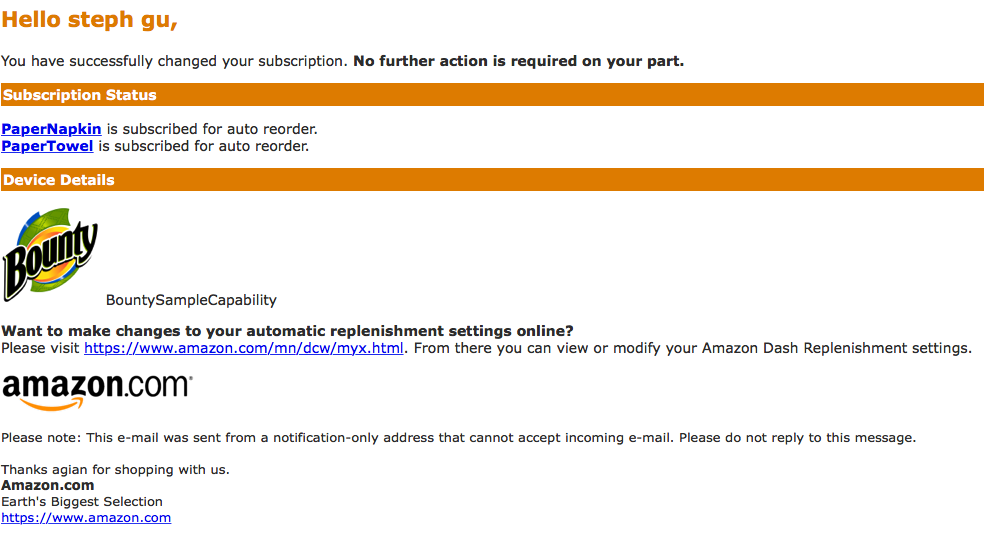 Hello steph gu,
You have successfully changed your subscription. No further action is required on your part.
Subscription Status
PaperNapkin is subscribed for auto reorder.
PaperTowel is subscribed for auto reorder.
Device Details
Bounty
BountySampleCapability
Want to make changes to your automatic replenishment settings online?
Please visit https://www.amazon.com/mn/dcw/myx.html. From there you can view or modify your Amazon Dash Replenishment settings.
amazon.com
Please note: This e-mail was sent from a notification-only address that cannot accept incoming e-mail. Please do not reply to this message.
Thanks agian for shopping with us.
Amazon.com
Earth's Biggest Selection
https://www.amazon.com